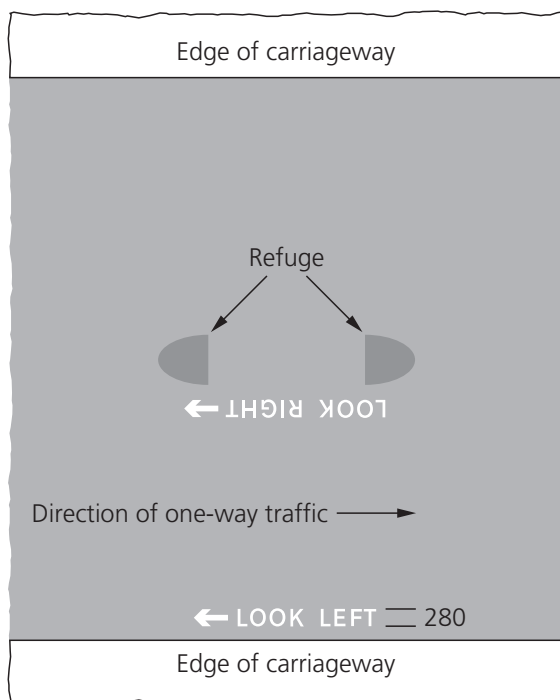 Edge of carriageway
Refuge
LOOK RIGHT
Direction of one-way traffic
LOOK LEFT 280
Edge of carriageway